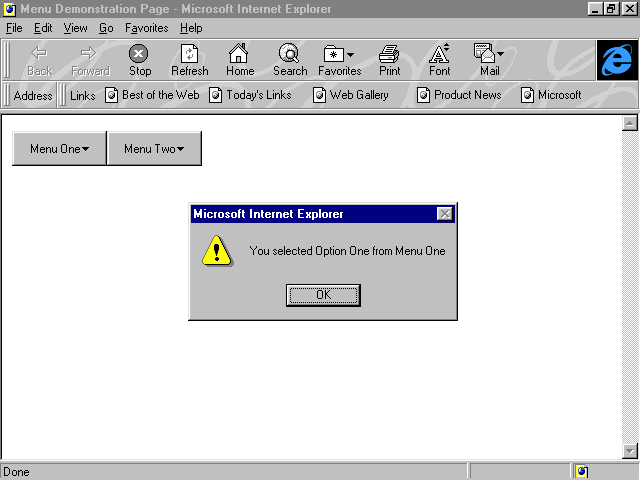 Menu Demonstration Page - Microsoft Internet Explorer
File Edit View Go Favorites Help
Back Forward Stop Refresh Home Search Favorites Print Font Mail
Address Links Best of the Web Today's Links Web Gallery Product News Microsoft
Menu One Menu Two
Microsoft Internet Explorer
You selected Option One from Menu One
OK
Done